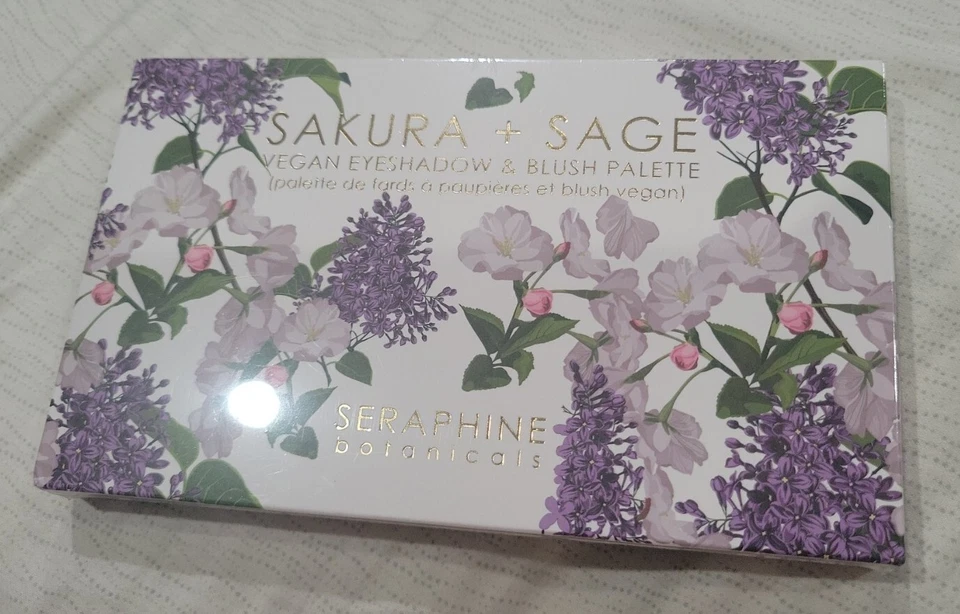 SAKURA + SAGE
VEGAN EYESHADOW & BLUSH PALETTE
(palette de fards à paupières et blush vegan)
SERAPHINE
botanicals